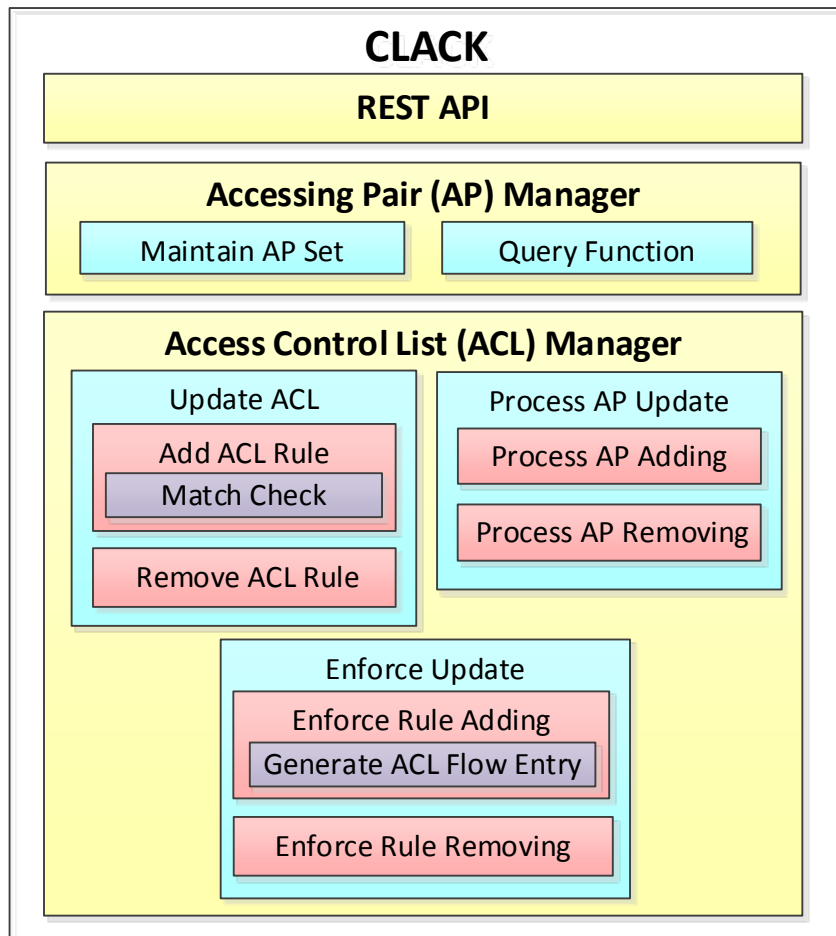 CLACK
REST API
Accessing Pair (AP) Manager
Maintain AP Set
Query Function
Access Control List (ACL) Manager
Update ACL
Add ACL Rule
Match Check
Remove ACL Rule
Process AP Update
Process AP Adding
Process AP Removing
Enforce Update
Enforce Rule Adding
Generate ACL Flow Entry
Enforce Rule Removing